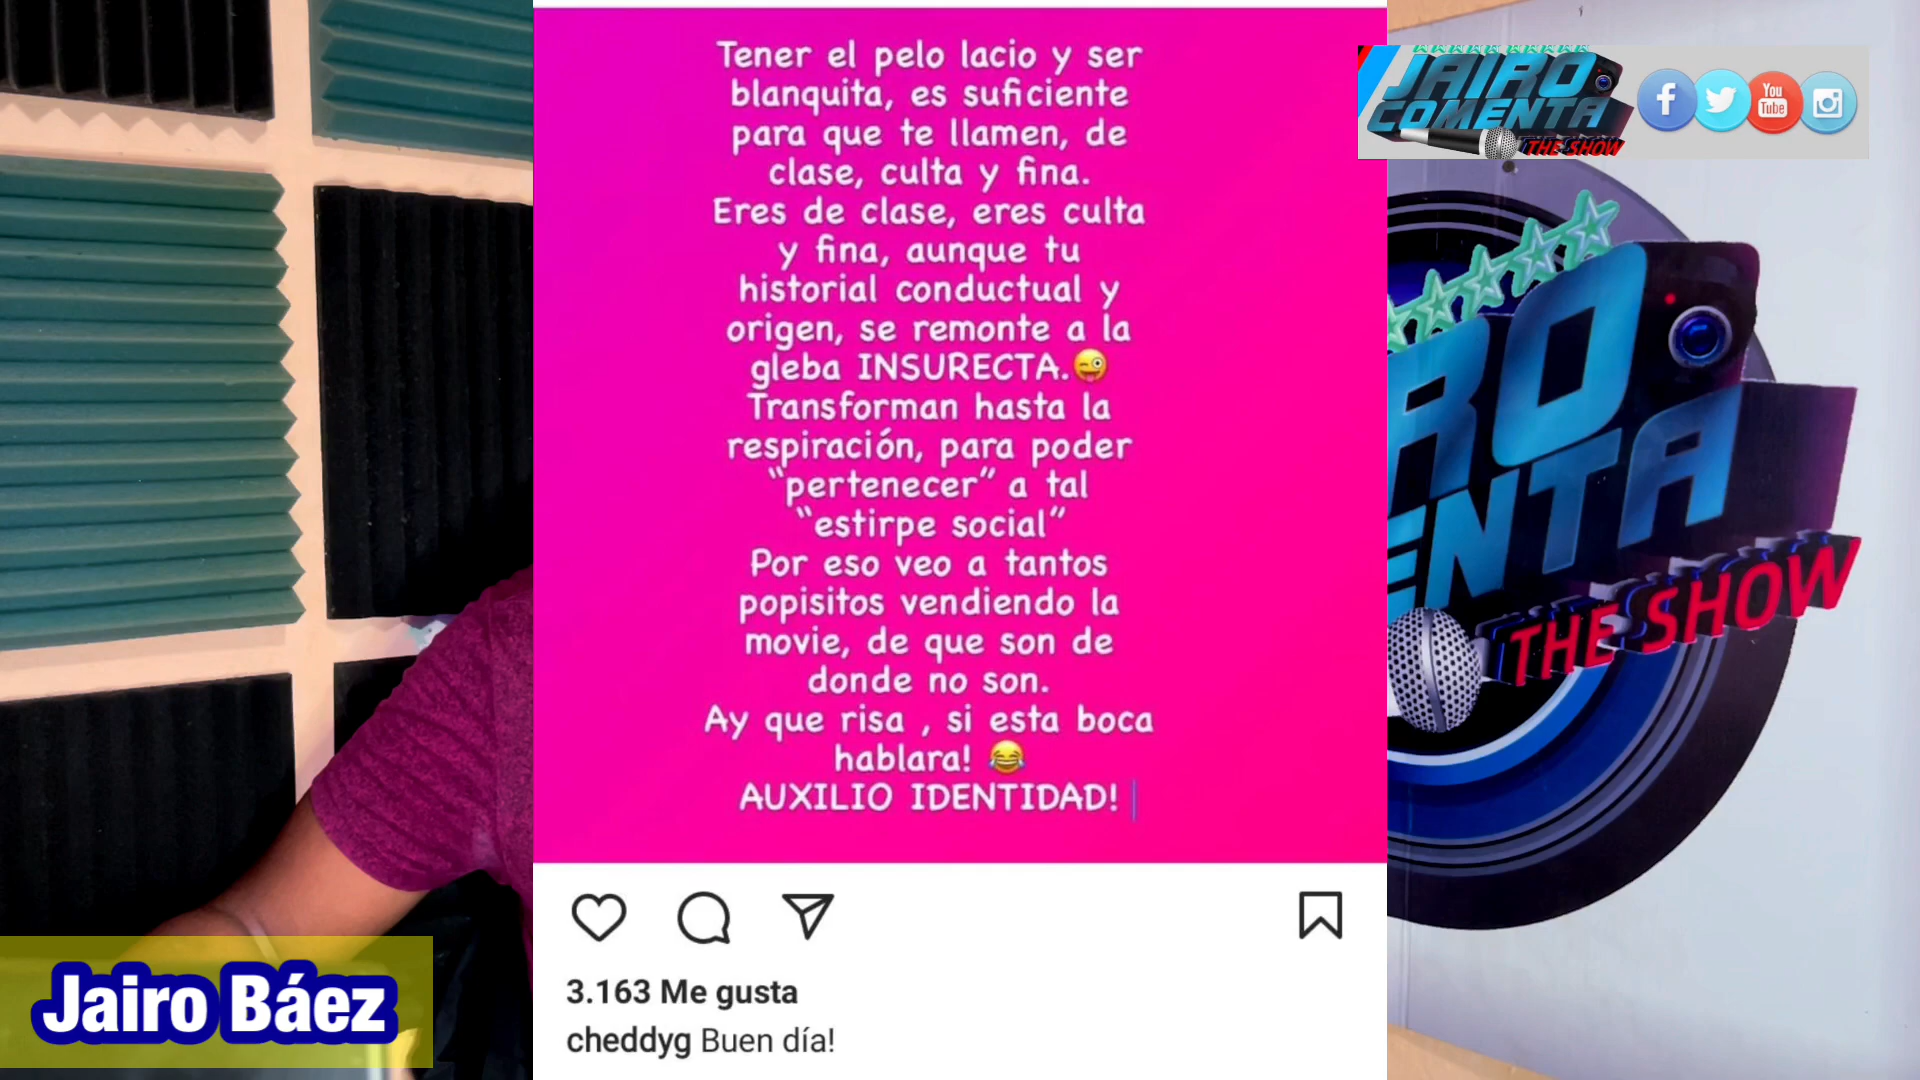 Tener el pelo lacio y ser
blanquita, es suficiente
para que te llamen, de
clase, culta y fina.
Eres de clase, eres culta
y fina, aunque tu
historial conductual y
origen, se remonte a la
gleba INSURECTA.😜
Transforman hasta la
respiración, para poder
“pertenecer” a tal
“estirpe social”
Por eso veo a tantos
popisitos vendiendo la
movie, de que son de
donde no son.
Ay que risa , si esta boca
hablara! 😂
AUXILIO IDENTIDAD!
3.163 Me gusta
cheddyg Buen día!
JAIRO
COMENTA
THE SHOW
You
Tube
RO
ENTA
THE SHOW
Jairo Báez